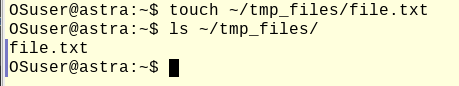 OSuser@astra:~$ touch ~/tmp_files/file.txt
OSuser@astra:~$ ls ~/tmp_files/
file.txt
OSuser@astra:~$